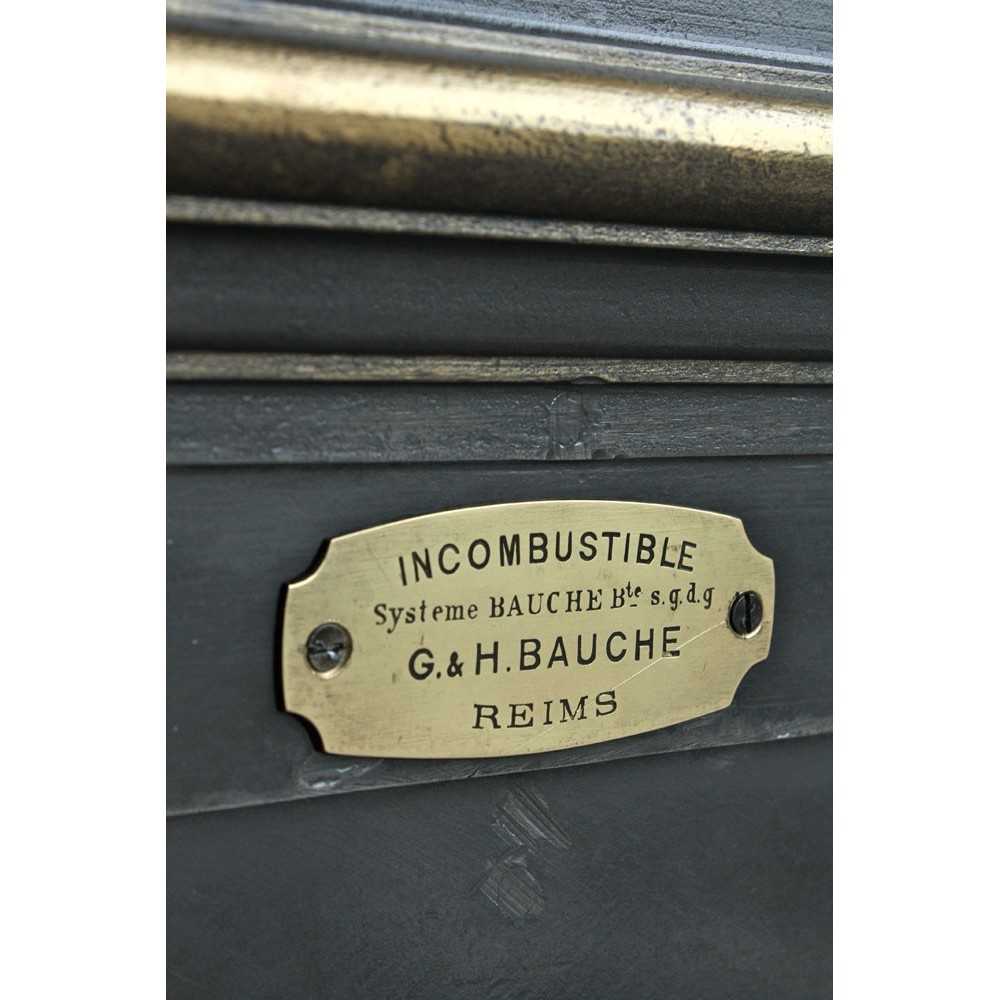 INCOMBUSTIBLE
Systeme BAUCHE Bte s.g.d.g
G. & H. BAUCHE
REIMS